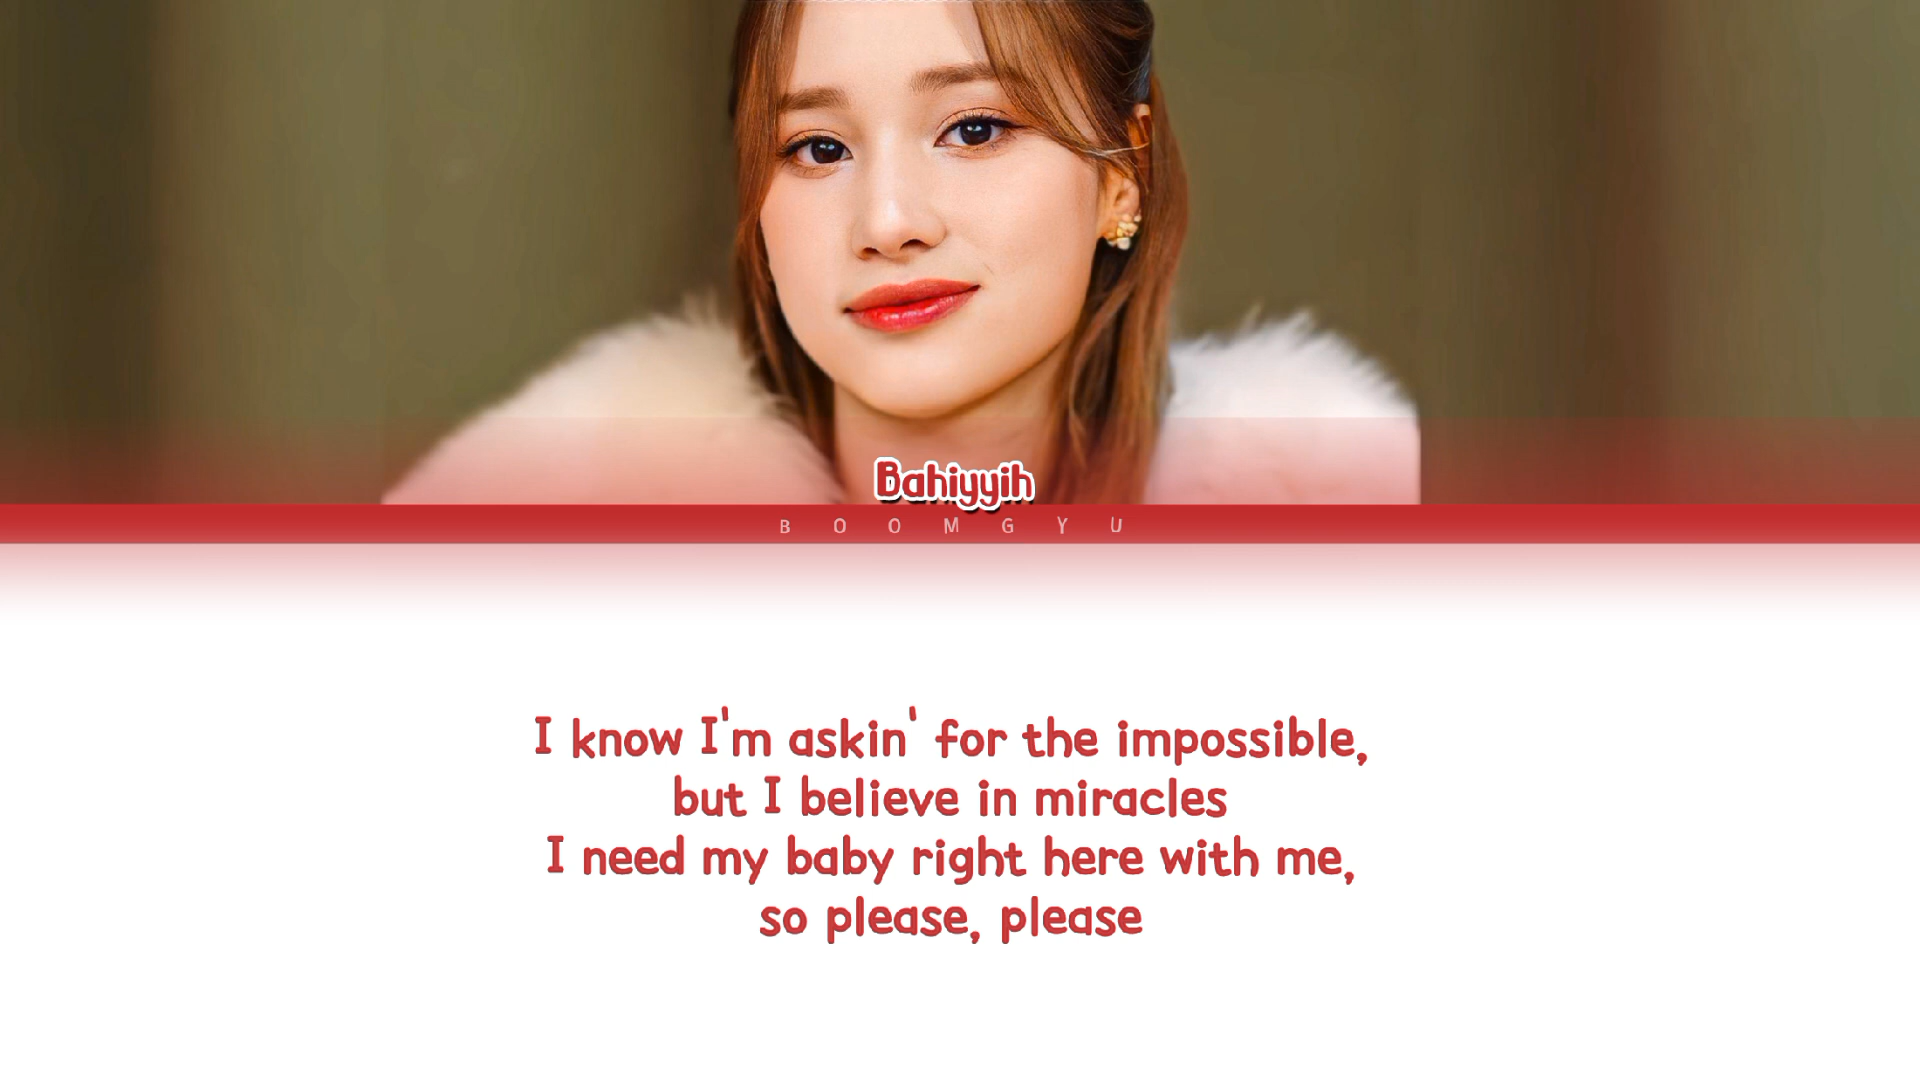 Bahiyyih
BOOMGYU
I know I'm askin' for the impossible,
but I believe in miracles
I need my baby right here with me,
so please, please